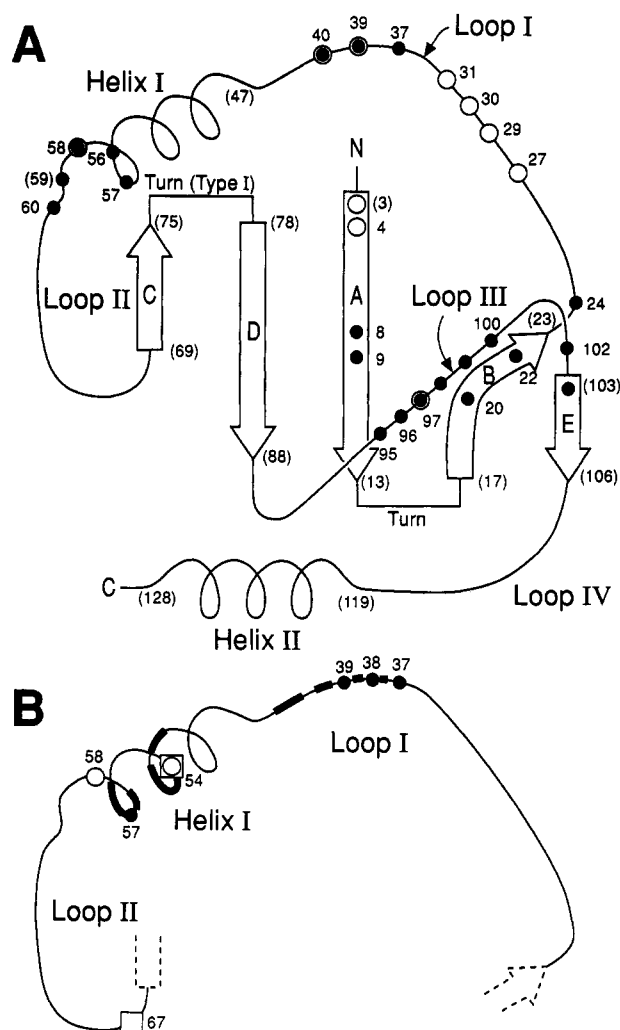 A
40
39
37
Loop I
31
30
29
27
Helix I
(47)
58
56
(59)
57
60
Turn (Type I)
N
(3)
4
(75)
(78)
Loop II
C
D
A
8
9
Loop III
100
(23)
24
102
B
22
(103)
20
97
96
95
E
(69)
(88)
(13)
(17)
(106)
Turn
C
(128)
(119)
Helix II
Loop IV
B
39
38
37
Loop I
58
54
57
Helix I
Loop II
67